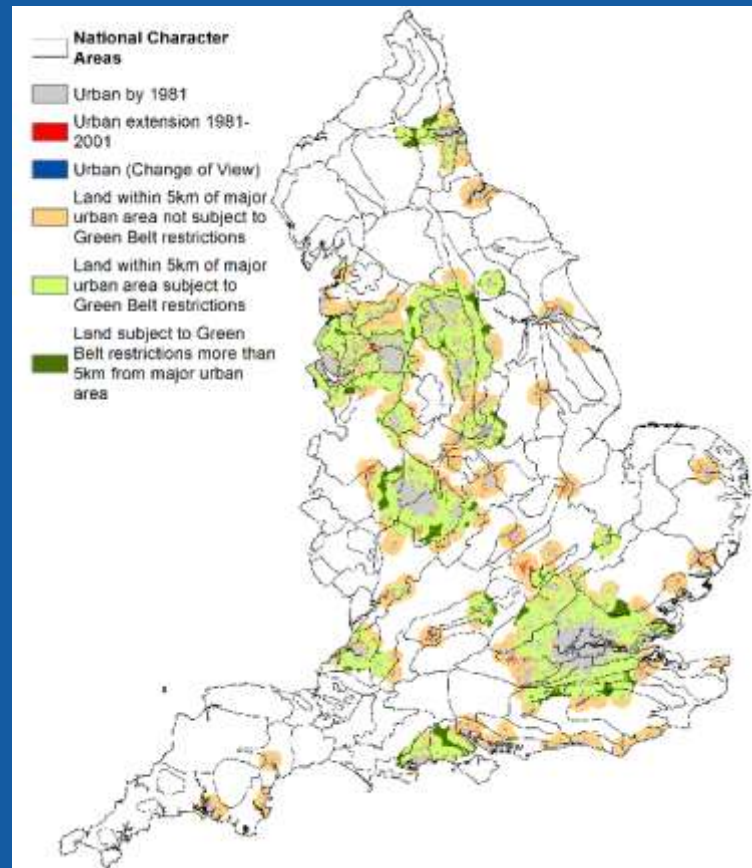 National Character
Areas
Urban by 1981
Urban extension 1981-
2001
Urban (Change of View)
Land within 5km of major
urban area not subject to
Green Belt restrictions
Land within 5km of major
urban area subject to
Green Belt restrictions
Land subject to Green
Belt restrictions more than
5km from major urban
area